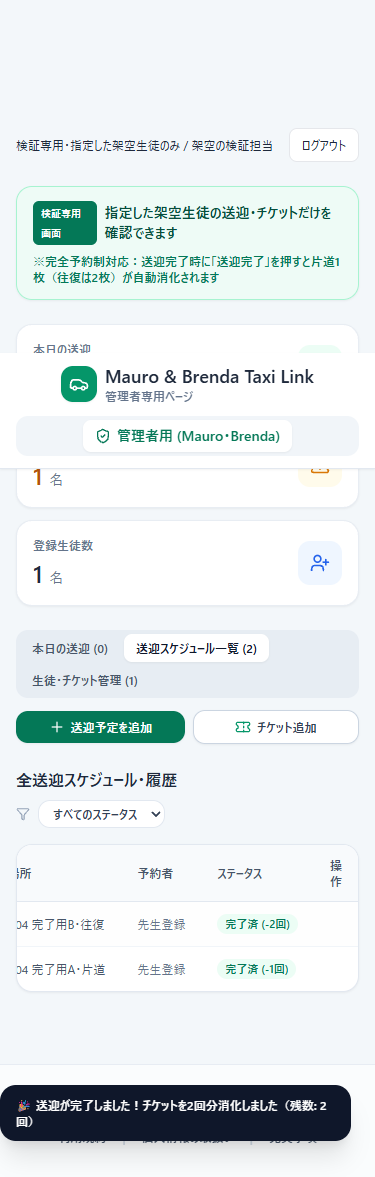 検証専用・指定した架空生徒のみ / 架空の検証担当
ログアウト
検証専用
画面
指定した架空生徒の送迎・チケットだけを
確認できます
※完全予約制対応：送迎完了時に「送迎完了」を押すと片道1
枚（往復は2枚）が自動消化されます
本日の送迎
Mauro & Brenda Taxi Link
管理者専用ページ
管理者用 (Mauro・Brenda)
1 名
登録生徒数
1 名
本日の送迎 (0)
送迎スケジュール一覧 (2)
生徒・チケット管理 (1)
送迎予定を追加
チケット追加
全送迎スケジュール・履歴
すべてのステータス
所
予約者
ステータス
操
作
04 完了用B・往復
先生登録
完了済 (-2回)
04 完了用A・片道
先生登録
完了済 (-1回)
🎉 送迎が完了しました！チケットを2回分消化しました（残数: 2
回）